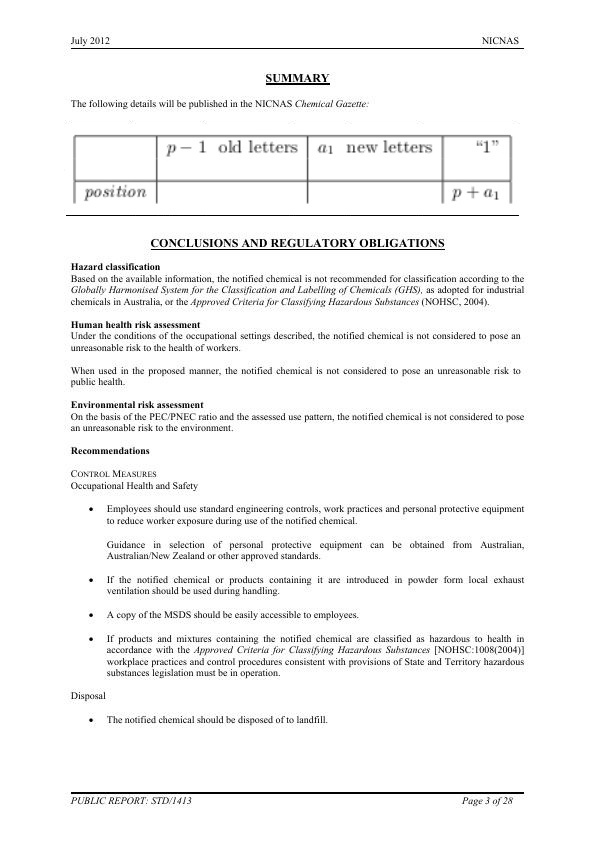 July 2012 NICNAS
SUMMARY
The following details will be published in the NICNAS Chemical Gazette:
p − 1 old letters a₁ new letters “1”
position p + a₁
CONCLUSIONS AND REGULATORY OBLIGATIONS
Hazard classification
Based on the available information, the notified chemical is not recommended for classification according to the
Globally Harmonised System for the Classification and Labelling of Chemicals (GHS), as adopted for industrial
chemicals in Australia, or the Approved Criteria for Classifying Hazardous Substances (NOHSC, 2004).
Human health risk assessment
Under the conditions of the occupational settings described, the notified chemical is not considered to pose an
unreasonable risk to the health of workers.
When used in the proposed manner, the notified chemical is not considered to pose an unreasonable risk to
public health.
Environmental risk assessment
On the basis of the PEC/PNEC ratio and the assessed use pattern, the notified chemical is not considered to pose
an unreasonable risk to the environment.
Recommendations
CONTROL MEASURES
Occupational Health and Safety
• Employees should use standard engineering controls, work practices and personal protective equipment
to reduce worker exposure during use of the notified chemical.
Guidance in selection of personal protective equipment can be obtained from Australian,
Australian/New Zealand or other approved standards.
• If the notified chemical or products containing it are introduced in powder form local exhaust
ventilation should be used during handling.
• A copy of the MSDS should be easily accessible to employees.
• If products and mixtures containing the notified chemical are classified as hazardous to health in
accordance with the Approved Criteria for Classifying Hazardous Substances [NOHSC:1008(2004)]
workplace practices and control procedures consistent with provisions of State and Territory hazardous
substances legislation must be in operation.
Disposal
• The notified chemical should be disposed of to landfill.
PUBLIC REPORT: STD/1413 Page 3 of 28